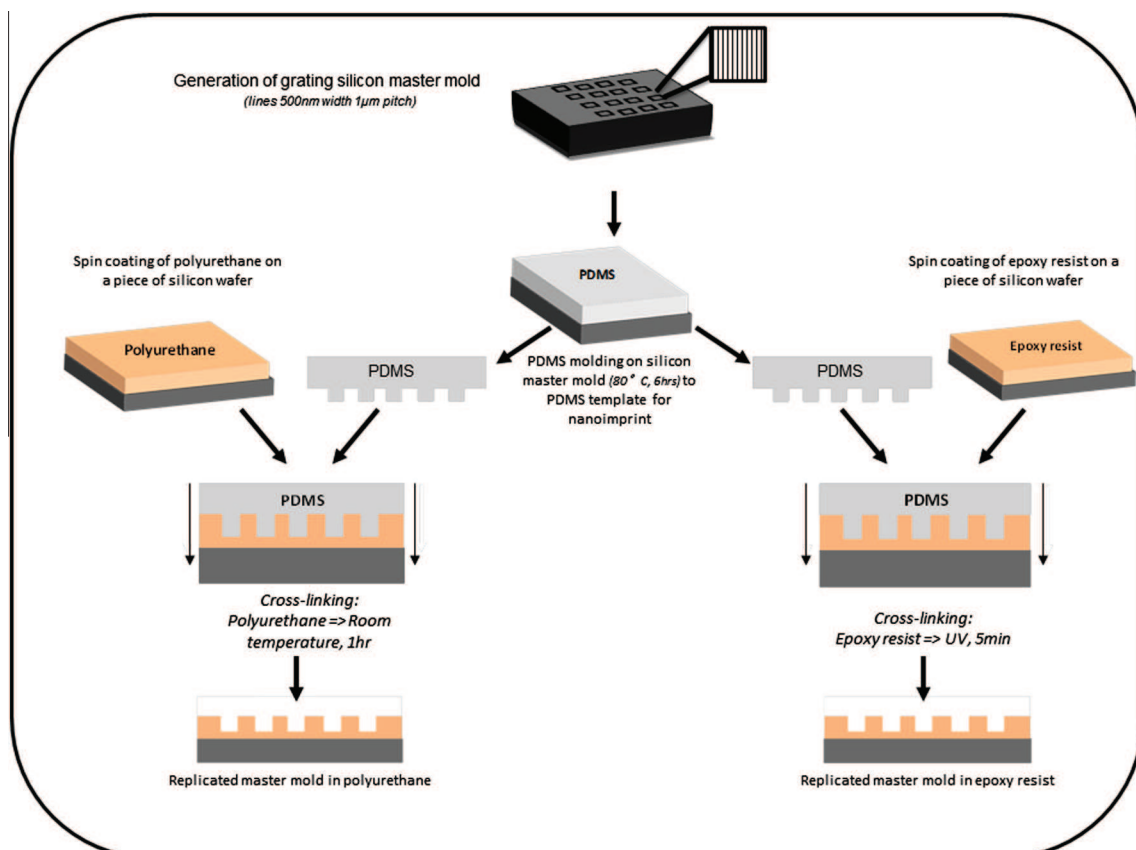 Generation of grating silicon master mold
(lines 500nm width 1µm pitch)
Spin coating of polyurethane on
a piece of silicon wafer
PDMS
Spin coating of epoxy resist on a
piece of silicon wafer
Polyurethane
PDMS
PDMS molding on silicon
master mold (80° C, 6hrs) to
PDMS template for
nanoimprint
PDMS
Epoxy resist
PDMS
Cross-linking:
Polyurethane => Room
temperature, 1hr
Replicated master mold in polyurethane
PDMS
Cross-linking:
Epoxy resist => UV, 5min
Replicated master mold in epoxy resist